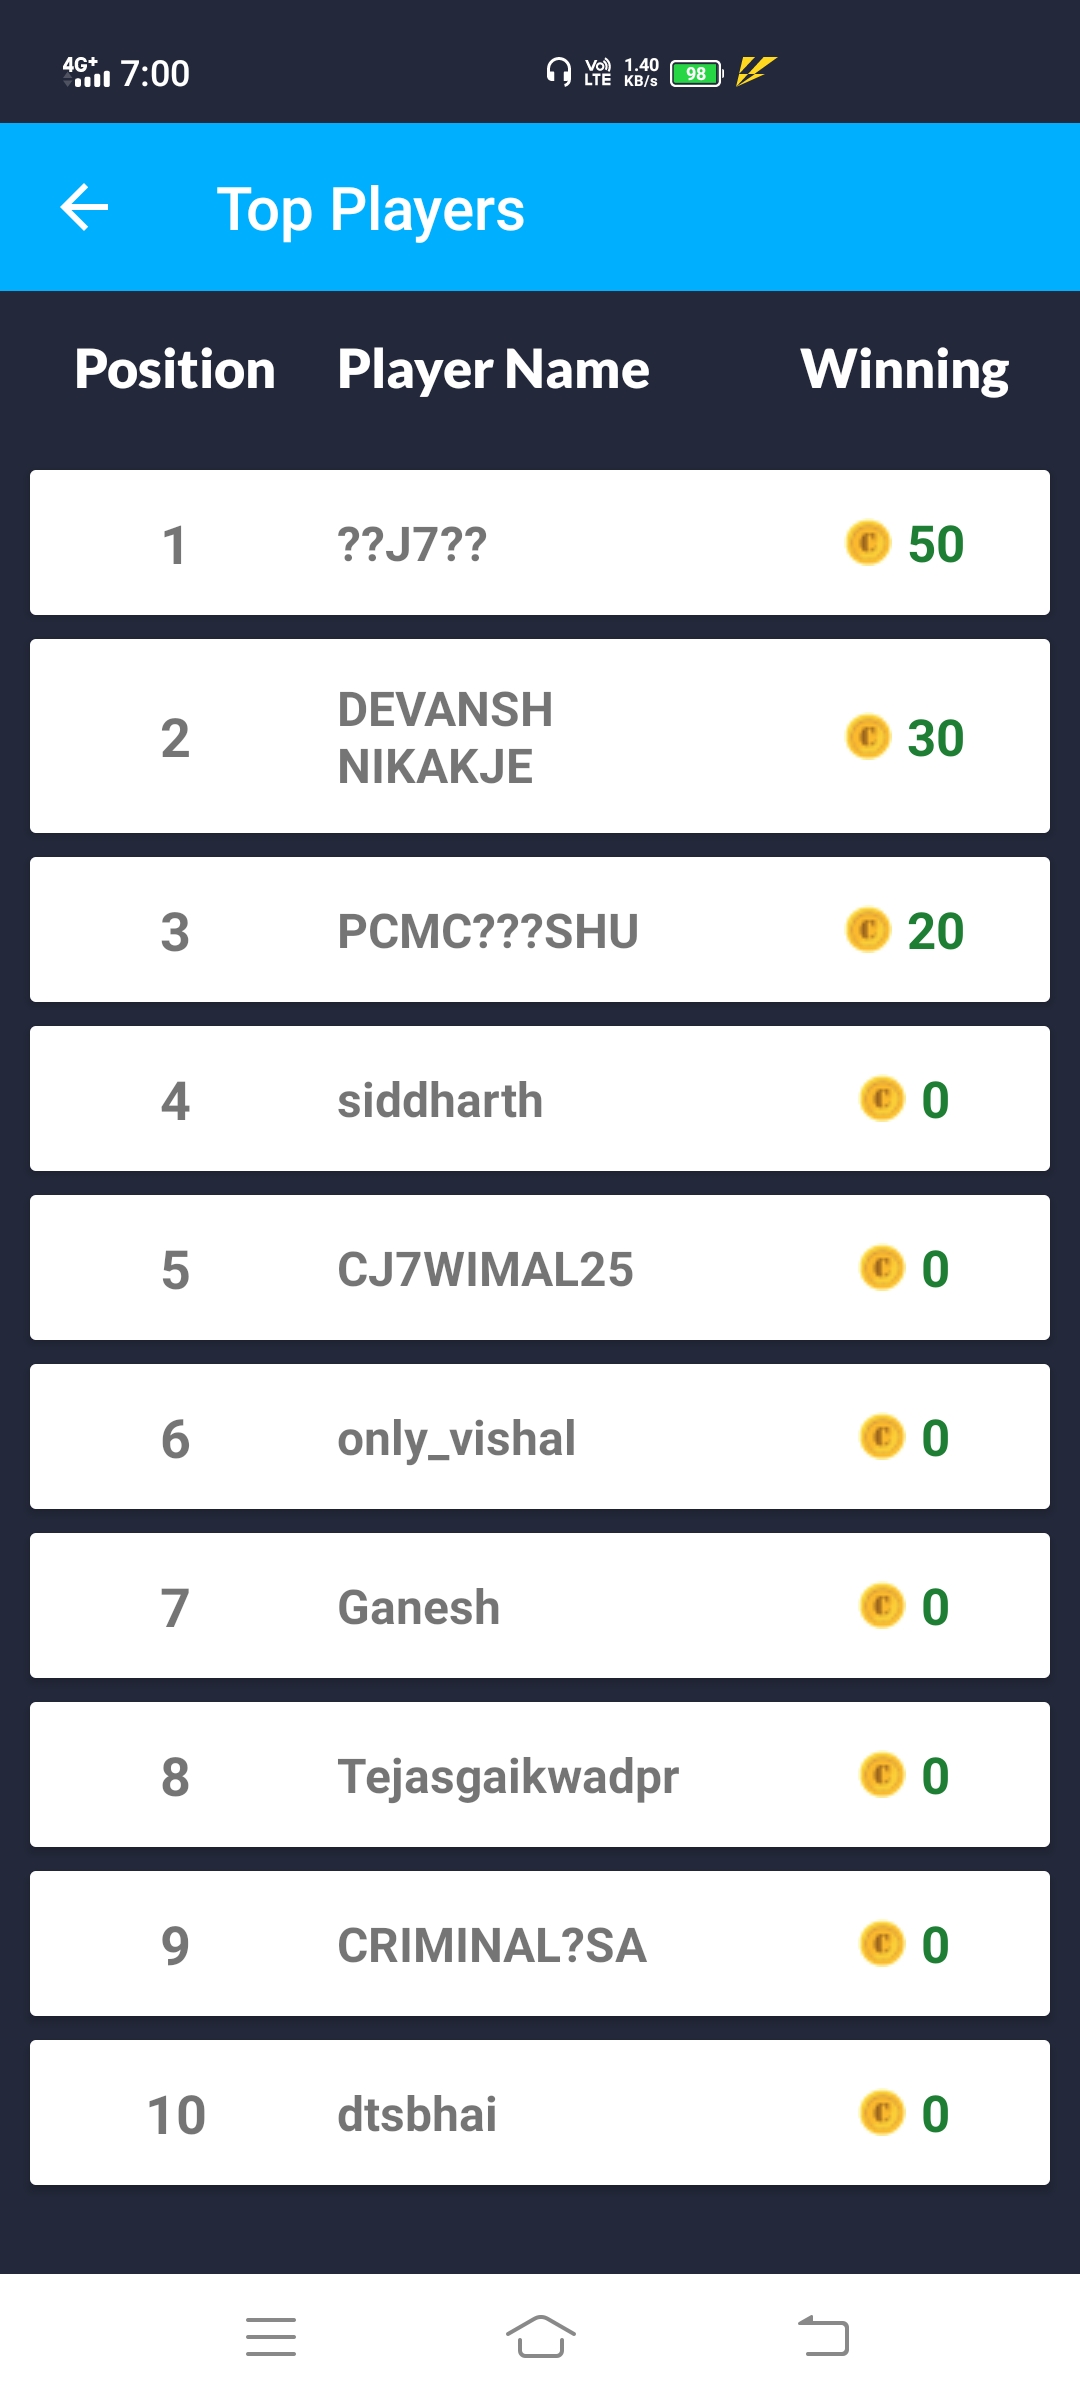 4G+ 7:00 Vo)) LTE 1.40 KB/s 98
Top Players
Position Player Name Winning
1 ??J7?? 50
2 DEVANSH NIKAKJE 30
3 PCMC???SHU 20
4 siddharth 0
5 CJ7WIMAL25 0
6 only_vishal 0
7 Ganesh 0
8 Tejasgaikwadpr 0
9 CRIMINAL?SA 0
10 dtsbhai 0